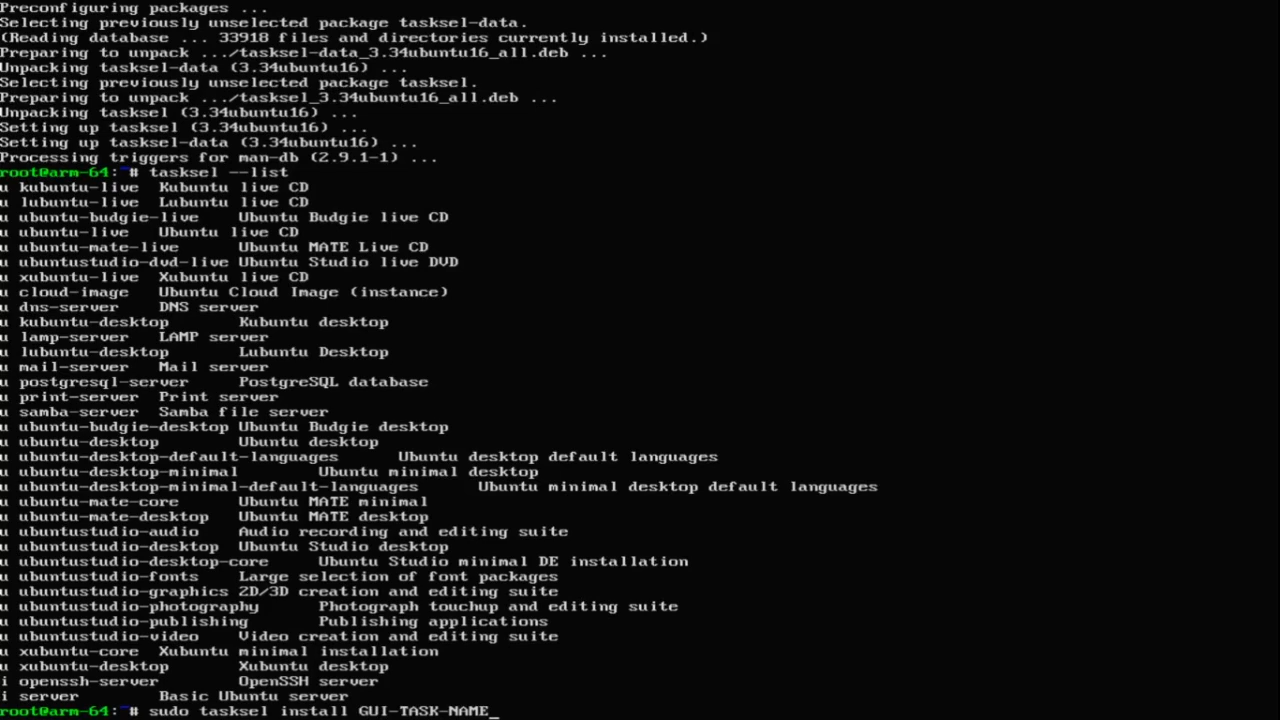 Preconfiguring packages ...
Selecting previously unselected package tasksel-data.
(Reading database ... 33918 files and directories currently installed.)
Preparing to unpack .../tasksel-data_3.34ubuntu16_all.deb ...
Unpacking tasksel-data (3.34ubuntu16) ...
Selecting previously unselected package tasksel.
Preparing to unpack .../tasksel_3.34ubuntu16_all.deb ...
Unpacking tasksel (3.34ubuntu16) ...
Setting up tasksel (3.34ubuntu16) ...
Setting up tasksel-data (3.34ubuntu16) ...
Processing triggers for man-db (2.9.1-1) ...
root@arm-64:~# tasksel --list
u kubuntu-live  Kubuntu live CD
u lubuntu-live  Lubuntu live CD
u ubuntu-budgie-live    Ubuntu Budgie live CD
u ubuntu-live   Ubuntu live CD
u ubuntu-mate-live      Ubuntu MATE Live CD
u ubuntustudio-dvd-live Ubuntu Studio live DVD
u xubuntu-live  Xubuntu live CD
u cloud-image   Ubuntu Cloud Image (instance)
u dns-server    DNS server
u kubuntu-desktop       Kubuntu desktop
u lamp-server   LAMP server
u lubuntu-desktop       Lubuntu Desktop
u mail-server   Mail server
u postgresql-server     PostgreSQL database
u print-server  Print server
u samba-server  Samba file server
u ubuntu-budgie-desktop Ubuntu Budgie desktop
u ubuntu-desktop        Ubuntu desktop
u ubuntu-desktop-default-languages      Ubuntu desktop default languages
u ubuntu-desktop-minimal        Ubuntu minimal desktop
u ubuntu-desktop-minimal-default-languages      Ubuntu minimal desktop default languages
u ubuntu-mate-core      Ubuntu MATE minimal
u ubuntu-mate-desktop   Ubuntu MATE desktop
u ubuntustudio-audio    Audio recording and editing suite
u ubuntustudio-desktop  Ubuntu Studio desktop
u ubuntustudio-desktop-core     Ubuntu Studio minimal DE installation
u ubuntustudio-fonts    Large selection of font packages
u ubuntustudio-graphics 2D/3D creation and editing suite
u ubuntustudio-photography      Photograph touchup and editing suite
u ubuntustudio-publishing       Publishing applications
u ubuntustudio-video    Video creation and editing suite
u xubuntu-core  Xubuntu minimal installation
u xubuntu-desktop       Xubuntu desktop
i openssh-server        OpenSSH server
i server        Basic Ubuntu server
root@arm-64:~# sudo tasksel install GUI-TASK-NAME_